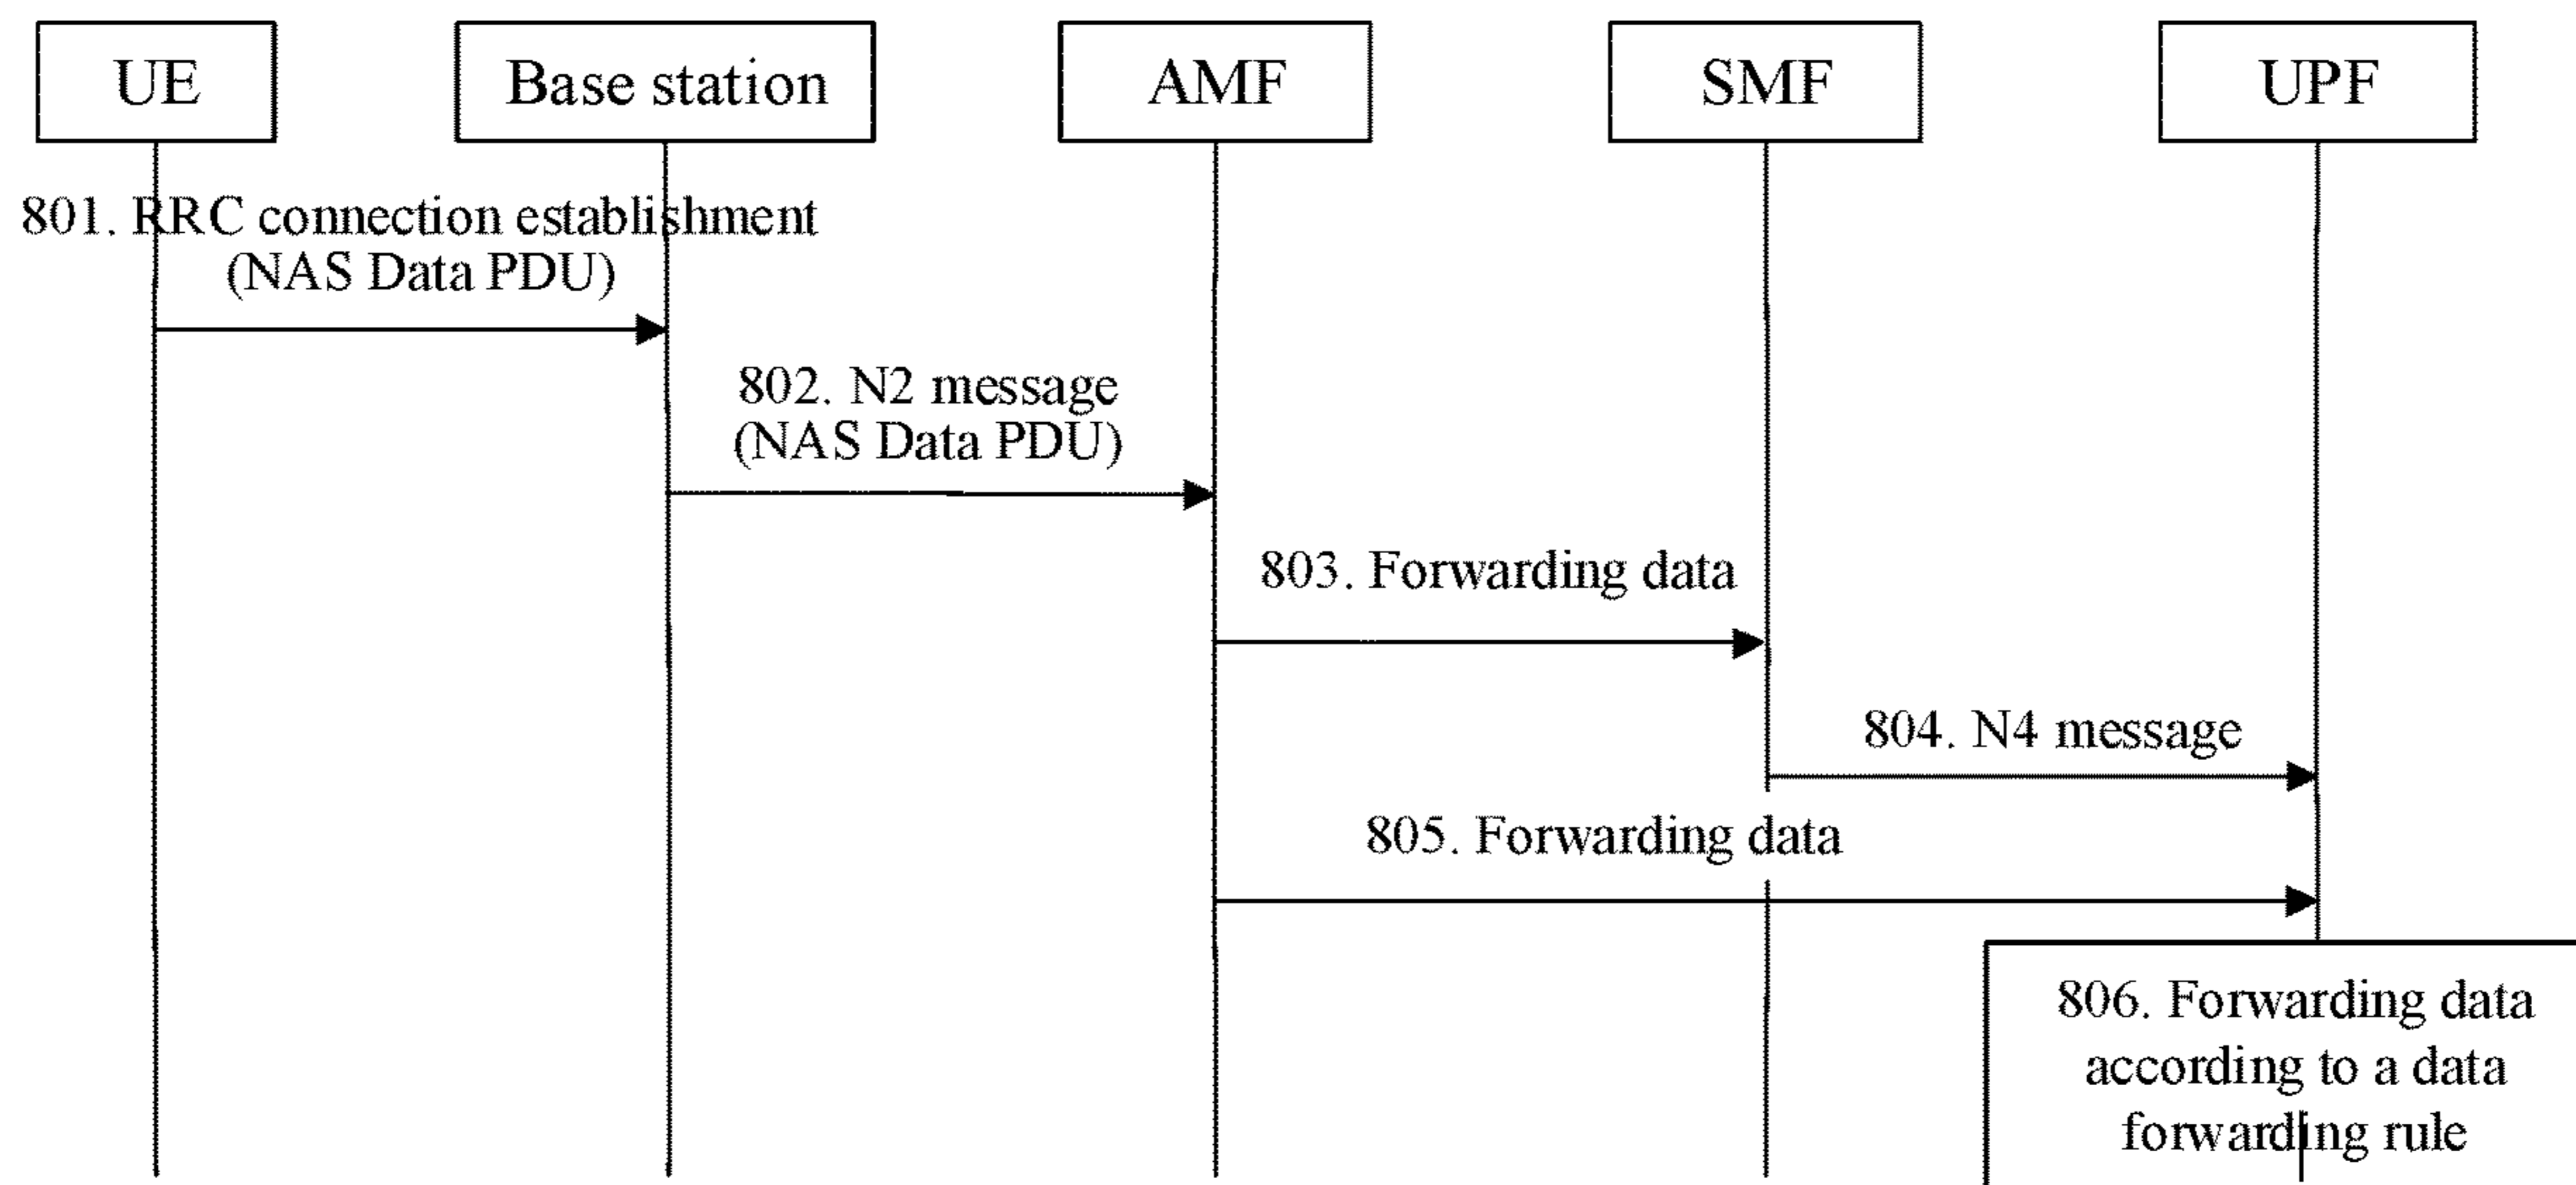 UE
Base station
AMF
SMF
UPF
801. RRC connection establishment
(NAS Data PDU)
802. N2 message
(NAS Data PDU)
803. Forwarding data
804. N4 message
805. Forwarding data
806. Forwarding data
according to a data
forwarding rule